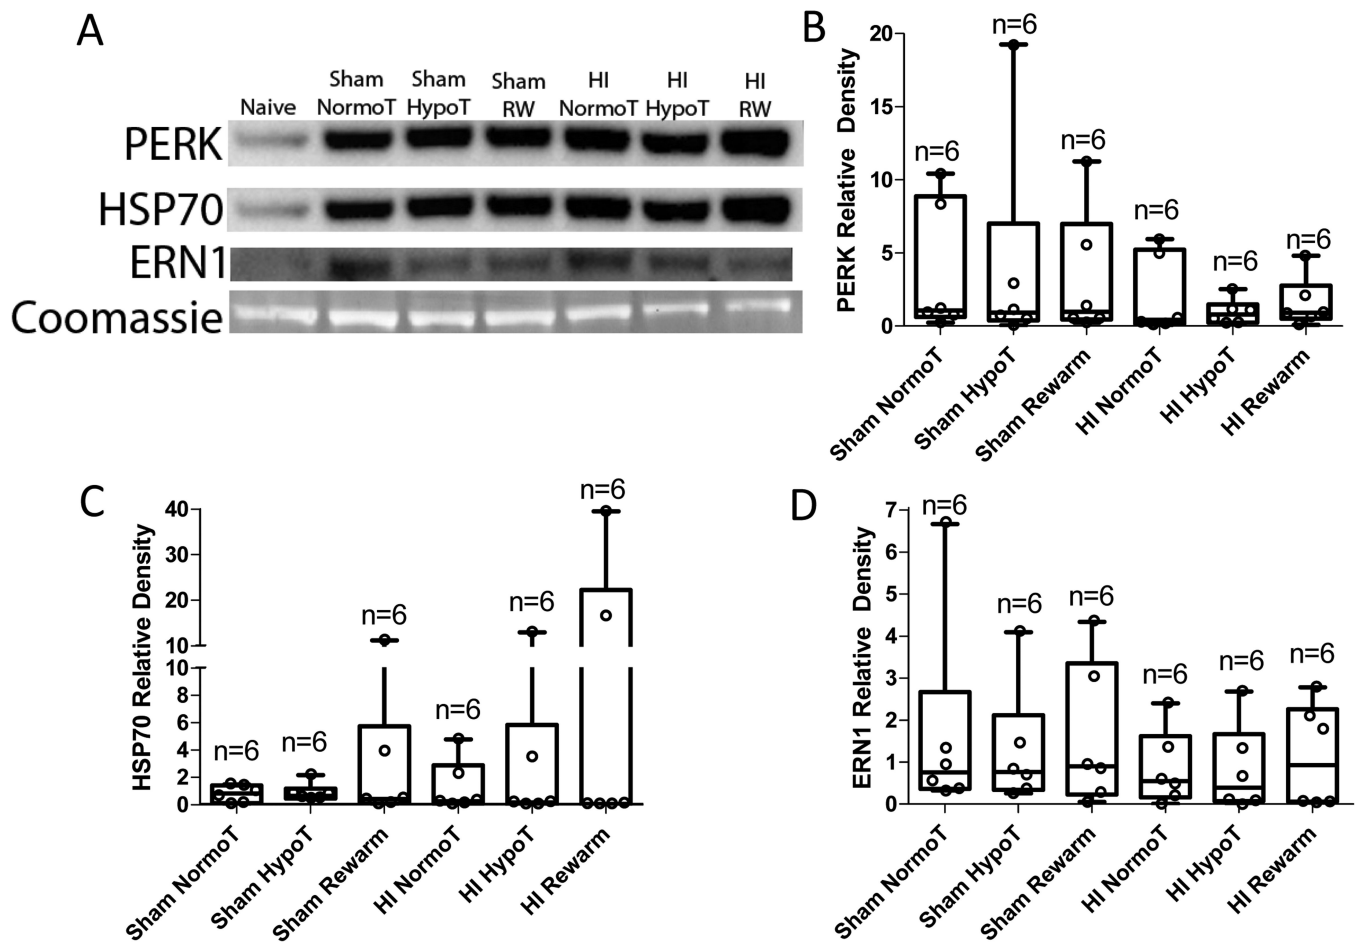 A
Naive
Sham NormoT
Sham HypoT
Sham RW
HI NormoT
HI HypoT
HI RW
PERK
HSP70
ERN1
Coomassie
B
PERK Relative Density
20
15
10
5
0
n=6
n=6
n=6
n=6
n=6
n=6
Sham NormoT
Sham HypoT
Sham Rewarm
HI NormoT
HI HypoT
HI Rewarm
C
HSP70 Relative Density
40
30
20
10
10
8
6
4
2
0
n=6
n=6
n=6
n=6
n=6
n=6
Sham NormoT
Sham HypoT
Sham Rewarm
HI NormoT
HI HypoT
HI Rewarm
D
ERN1 Relative Density
7
6
5
4
3
2
1
0
n=6
n=6
n=6
n=6
n=6
n=6
Sham NormoT
Sham HypoT
Sham Rewarm
HI NormoT
HI HypoT
HI Rewarm